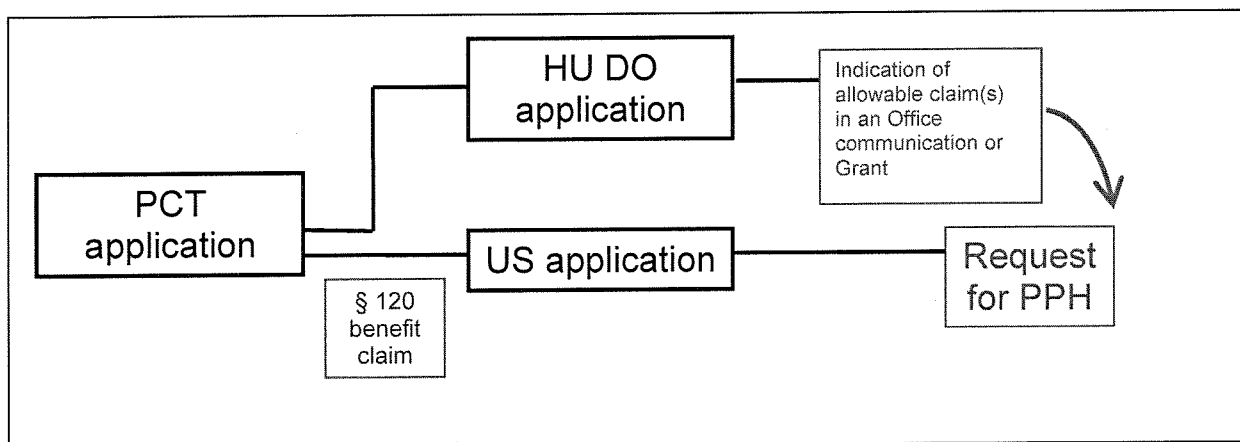 HU DO
application
Indication of
allowable claim(s)
in an Office
communication or
Grant
PCT
application
US application
Request
for PPH
§ 120
benefit
claim